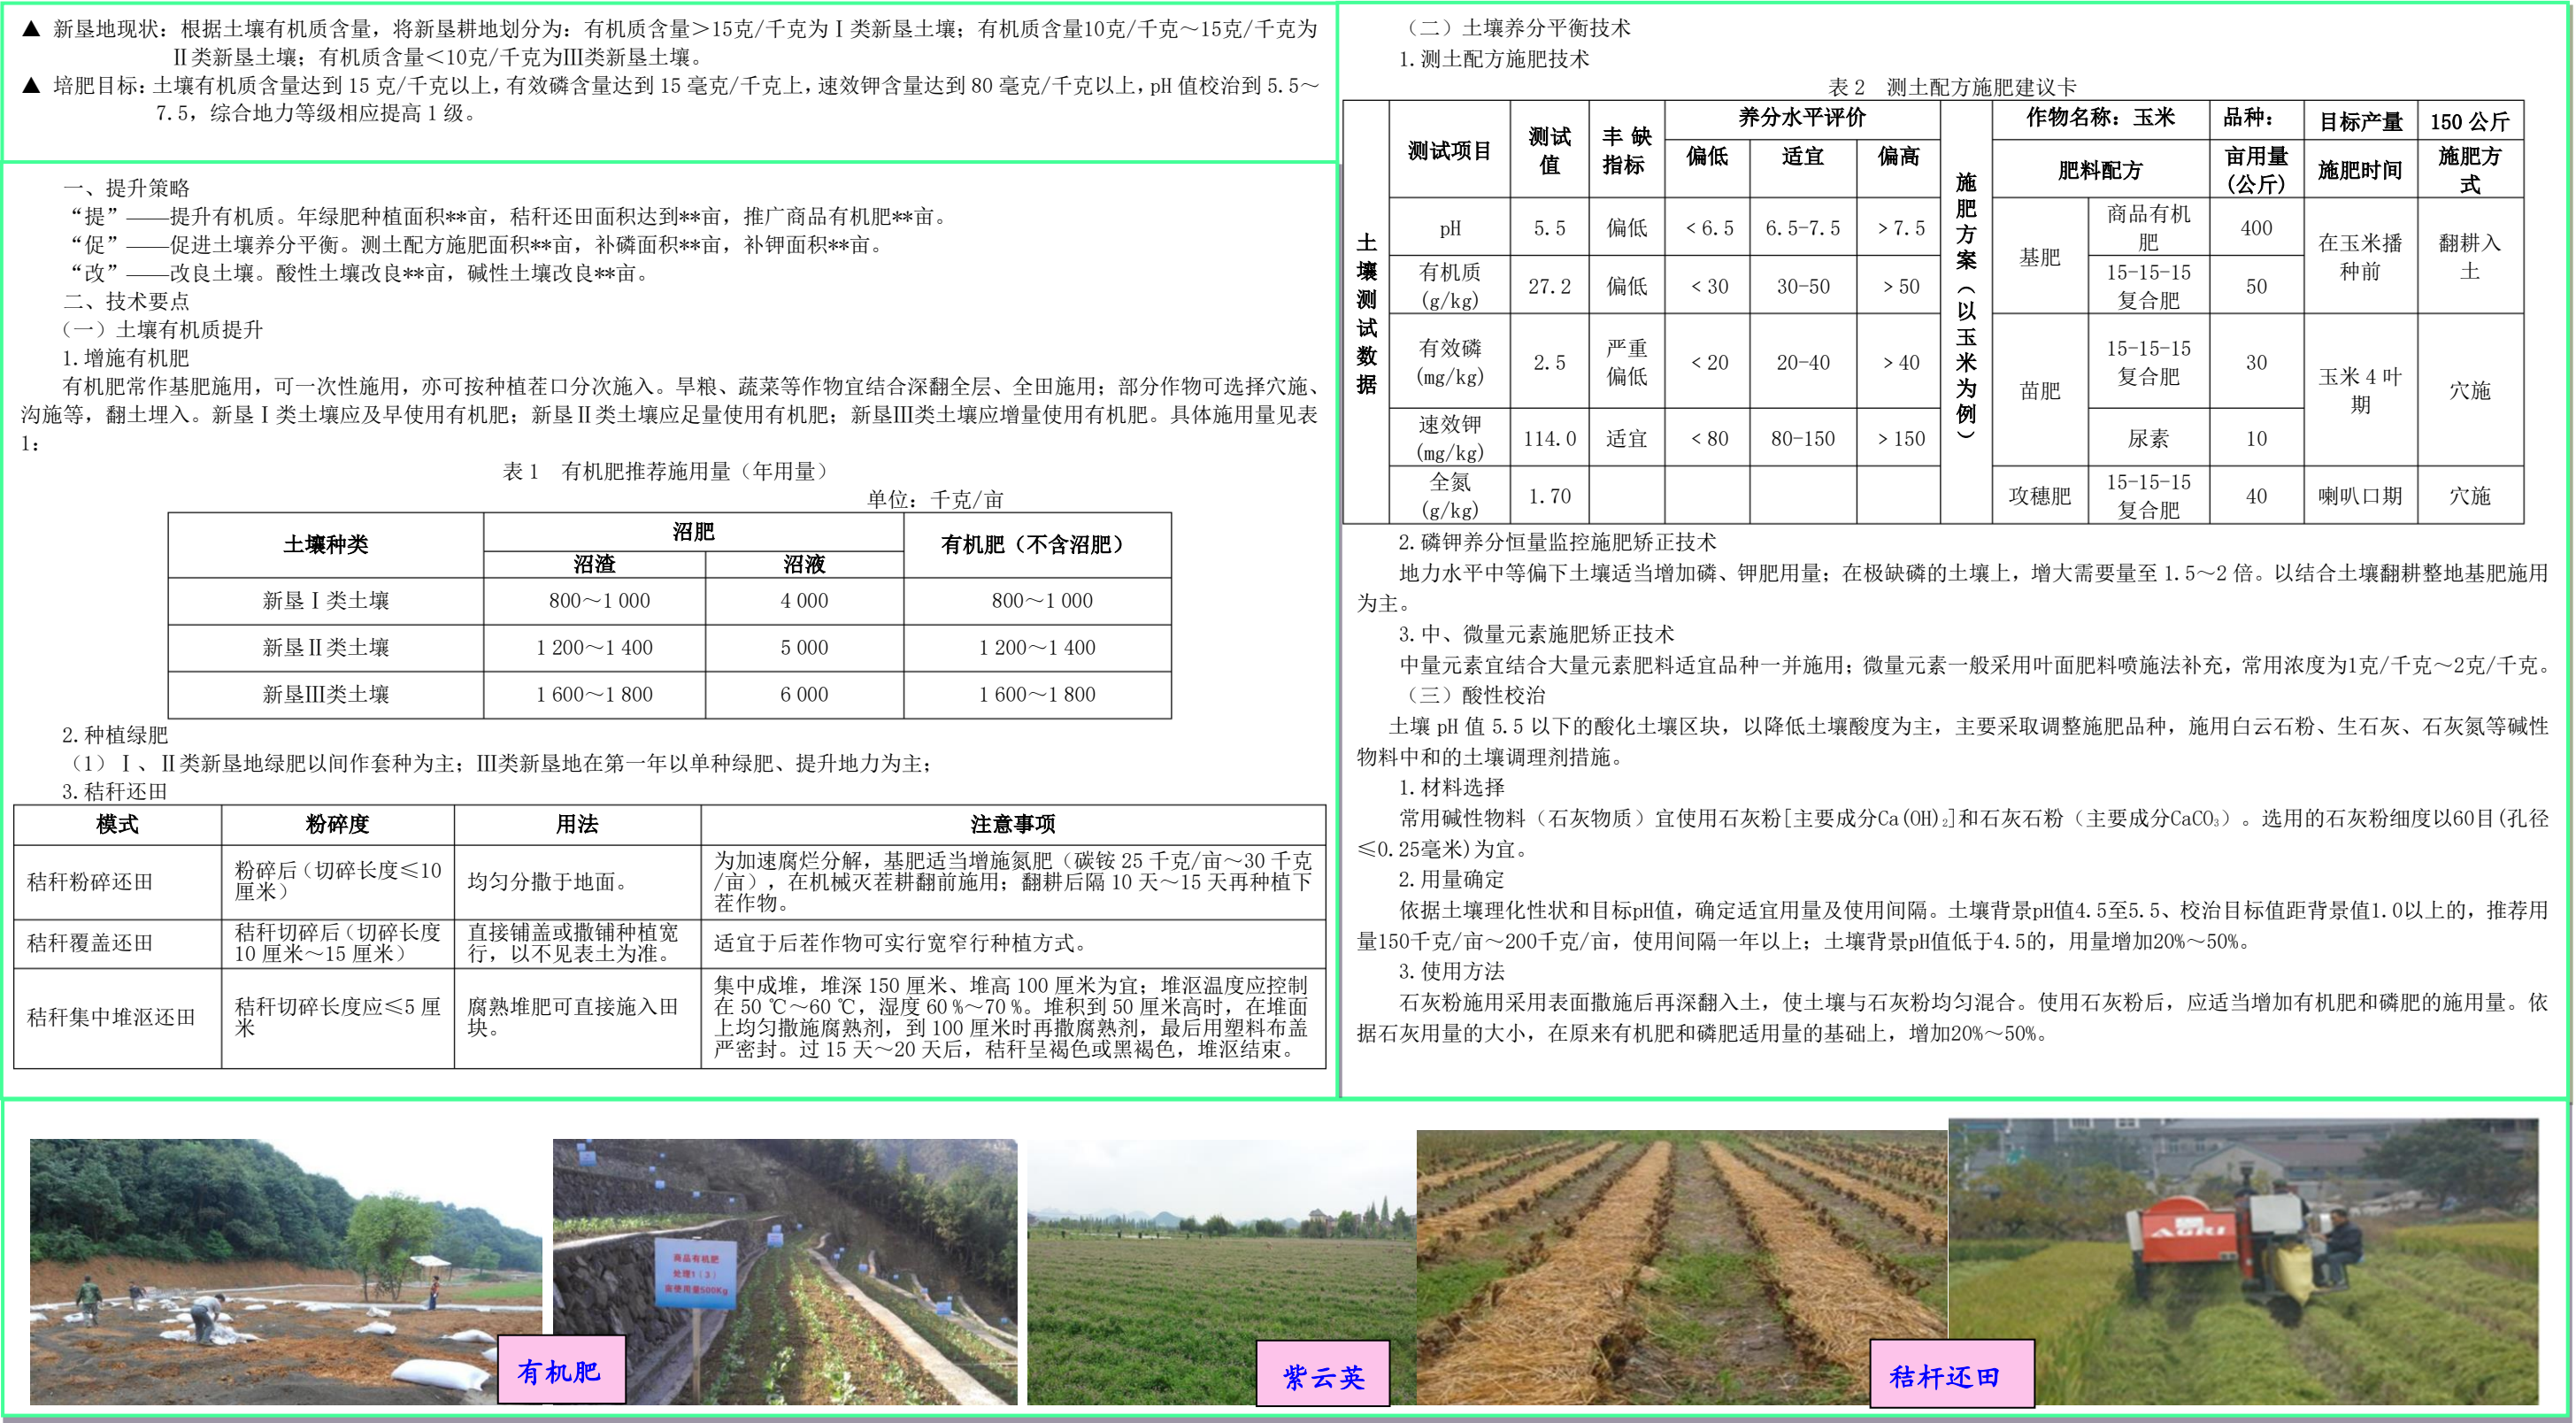 ▲ 新垦地现状：根据土壤有机质含量，将新垦耕地划分为：有机质含量＞15克/千克为Ⅰ类新垦土壤；有机质含量10克/千克～15克/千克为
Ⅱ类新垦土壤；有机质含量＜10克/千克为Ⅲ类新垦土壤。
▲ 培肥目标：土壤有机质含量达到 15 克/千克以上，有效磷含量达到 15 毫克/千克上，速效钾含量达到 80 毫克/千克以上，pH 值校治到 5.5～
7.5，综合地力等级相应提高 1 级。
一、提升策略
“提”——提升有机质。年绿肥种植面积**亩，秸秆还田面积达到**亩，推广商品有机肥**亩。
“促”——促进土壤养分平衡。测土配方施肥面积**亩，补磷面积**亩，补钾面积**亩。
“改”——改良土壤。酸性土壤改良**亩，碱性土壤改良**亩。
二、技术要点
（一）土壤有机质提升
1.增施有机肥
有机肥常作基肥施用，可一次性施用，亦可按种植茬口分次施入。旱粮、蔬菜等作物宜结合深翻全层、全田施用；部分作物可选择穴施、
沟施等，翻土埋入。新垦Ⅰ类土壤应及早使用有机肥；新垦Ⅱ类土壤应足量使用有机肥；新垦Ⅲ类土壤应增量使用有机肥。具体施用量见表
1：
表 1 有机肥推荐施用量（年用量）
单位：千克/亩
土壤种类 沼肥 有机肥（不含沼肥）
沼渣 沼液
新垦Ⅰ类土壤 800～1 000 4 000 800～1 000
新垦Ⅱ类土壤 1 200～1 400 5 000 1 200～1 400
新垦Ⅲ类土壤 1 600～1 800 6 000 1 600～1 800
2.种植绿肥
（1）Ⅰ、Ⅱ类新垦地绿肥以间作套种为主；Ⅲ类新垦地在第一年以单种绿肥、提升地力为主；
3.秸秆还田
模式 粉碎度 用法 注意事项
秸秆粉碎还田
粉碎后（切碎长度≤10
厘米）
均匀分撒于地面。
为加速腐烂分解，基肥适当增施氮肥（碳铵 25 千克/亩～30 千克
/亩），在机械灭茬耕翻前施用；翻耕后隔 10 天～15 天再种植下
茬作物。
秸秆覆盖还田
秸秆切碎后（切碎长度
10 厘米～15 厘米）
直接铺盖或撒铺种植宽
行，以不见表土为准。
适宜于后茬作物可实行宽窄行种植方式。
秸秆集中堆沤还田
秸秆切碎长度应≤5 厘
米
腐熟堆肥可直接施入田
块。
集中成堆，堆深 150 厘米、堆高 100 厘米为宜；堆沤温度应控制
在 50 ℃～60 ℃，湿度 60 %～70 %。堆积到 50 厘米高时，在堆面
上均匀撒施腐熟剂，到 100 厘米时再撒腐熟剂，最后用塑料布盖
严密封。过 15 天～20 天后，秸秆呈褐色或黑褐色，堆沤结束。
（二）土壤养分平衡技术
1.测土配方施肥技术
表 2 测土配方施肥建议卡
土壤测试数据
测试项目 测试值 丰 缺指标 养分水平评价
偏低 适宜 偏高
pH 5.5 偏低 ＜6.5 6.5-7.5 ＞7.5
有机质(g/kg) 27.2 偏低 ＜30 30-50 ＞50
有效磷(mg/kg) 2.5 严重偏低 ＜20 20-40 ＞40
速效钾(mg/kg) 114.0 适宜 ＜80 80-150 ＞150
全氮(g/kg) 1.70
施肥方案（以玉米为例）
作物名称：玉米 品种： 目标产量 150 公斤
肥料配方 亩用量(公斤) 施肥时间 施肥方式
基肥 商品有机肥 400 在玉米播种前 翻耕入土
15-15-15复合肥 50
苗肥 15-15-15复合肥 30 玉米 4 叶期 穴施
尿素 10
攻穗肥 15-15-15复合肥 40 喇叭口期 穴施
2.磷钾养分恒量监控施肥矫正技术
地力水平中等偏下土壤适当增加磷、钾肥用量；在极缺磷的土壤上，增大需要量至 1.5～2 倍。以结合土壤翻耕整地基肥施用
为主。
3.中、微量元素施肥矫正技术
中量元素宜结合大量元素肥料适宜品种一并施用；微量元素一般采用叶面肥料喷施法补充，常用浓度为1克/千克～2克/千克。
（三）酸性校治
土壤 pH 值 5.5 以下的酸化土壤区块，以降低土壤酸度为主，主要采取调整施肥品种，施用白云石粉、生石灰、石灰氮等碱性
物料中和的土壤调理剂措施。
1.材料选择
常用碱性物料（石灰物质）宜使用石灰粉[主要成分Ca(OH)₂]和石灰石粉（主要成分CaCO₃）。选用的石灰粉细度以60目(孔径
≤0.25毫米)为宜。
2.用量确定
依据土壤理化性状和目标pH值，确定适宜用量及使用间隔。土壤背景pH值4.5至5.5、校治目标值距背景值1.0以上的，推荐用
量150千克/亩～200千克/亩，使用间隔一年以上；土壤背景pH值低于4.5的，用量增加20%～50%。
3.使用方法
石灰粉施用采用表面撒施后再深翻入土，使土壤与石灰粉均匀混合。使用石灰粉后，应适当增加有机肥和磷肥的施用量。依
据石灰用量的大小，在原来有机肥和磷肥适用量的基础上，增加20%～50%。
商品有机肥
处理1（3）
亩使用量500Kg
有机肥
紫云英
秸秆还田